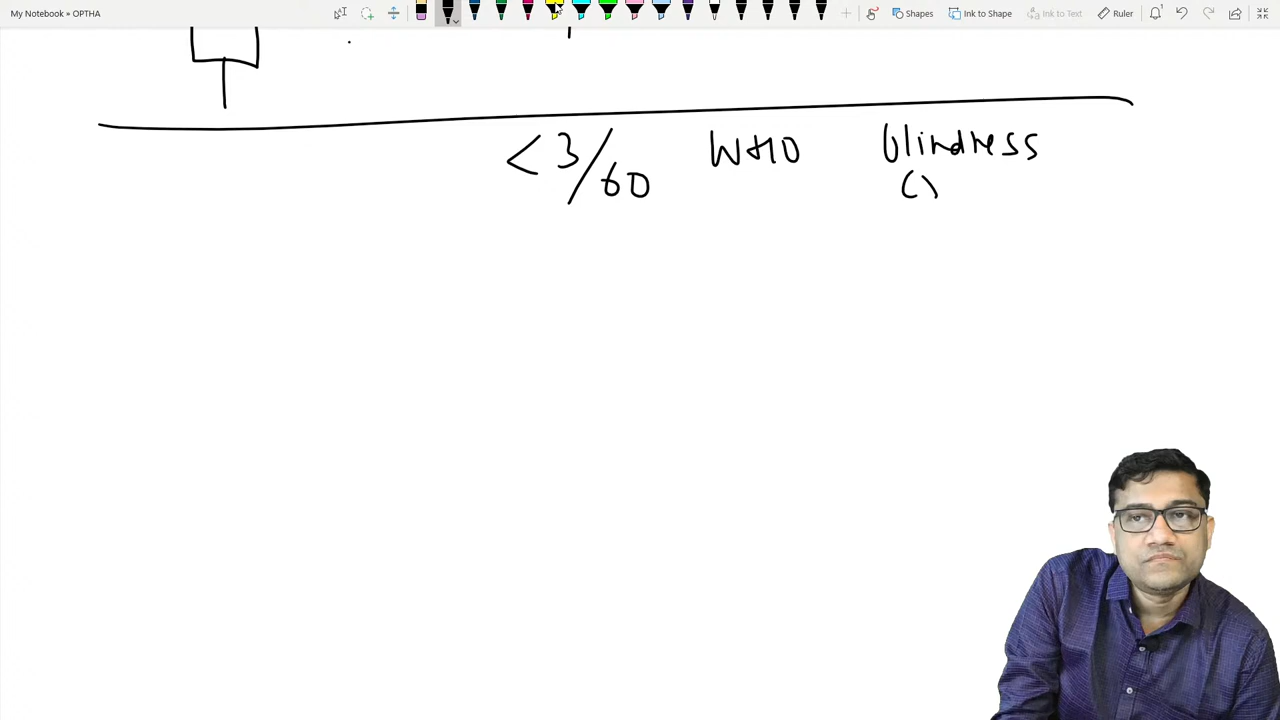 My Notebook » OPTHA
Shapes
Ink to Shape
Ink to Text
Ruler
< 3/60 WHO blindness
()